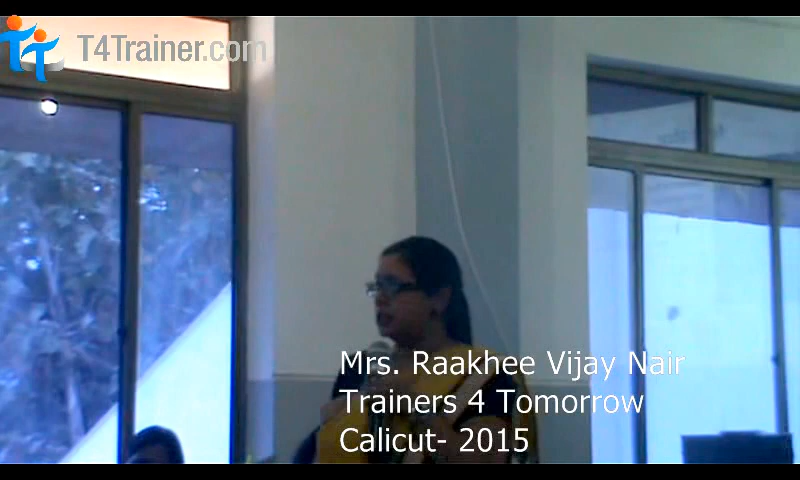 T4Trainer.com
Mrs. Raakhee Vijay Nair
Trainers 4 Tomorrow
Calicut- 2015